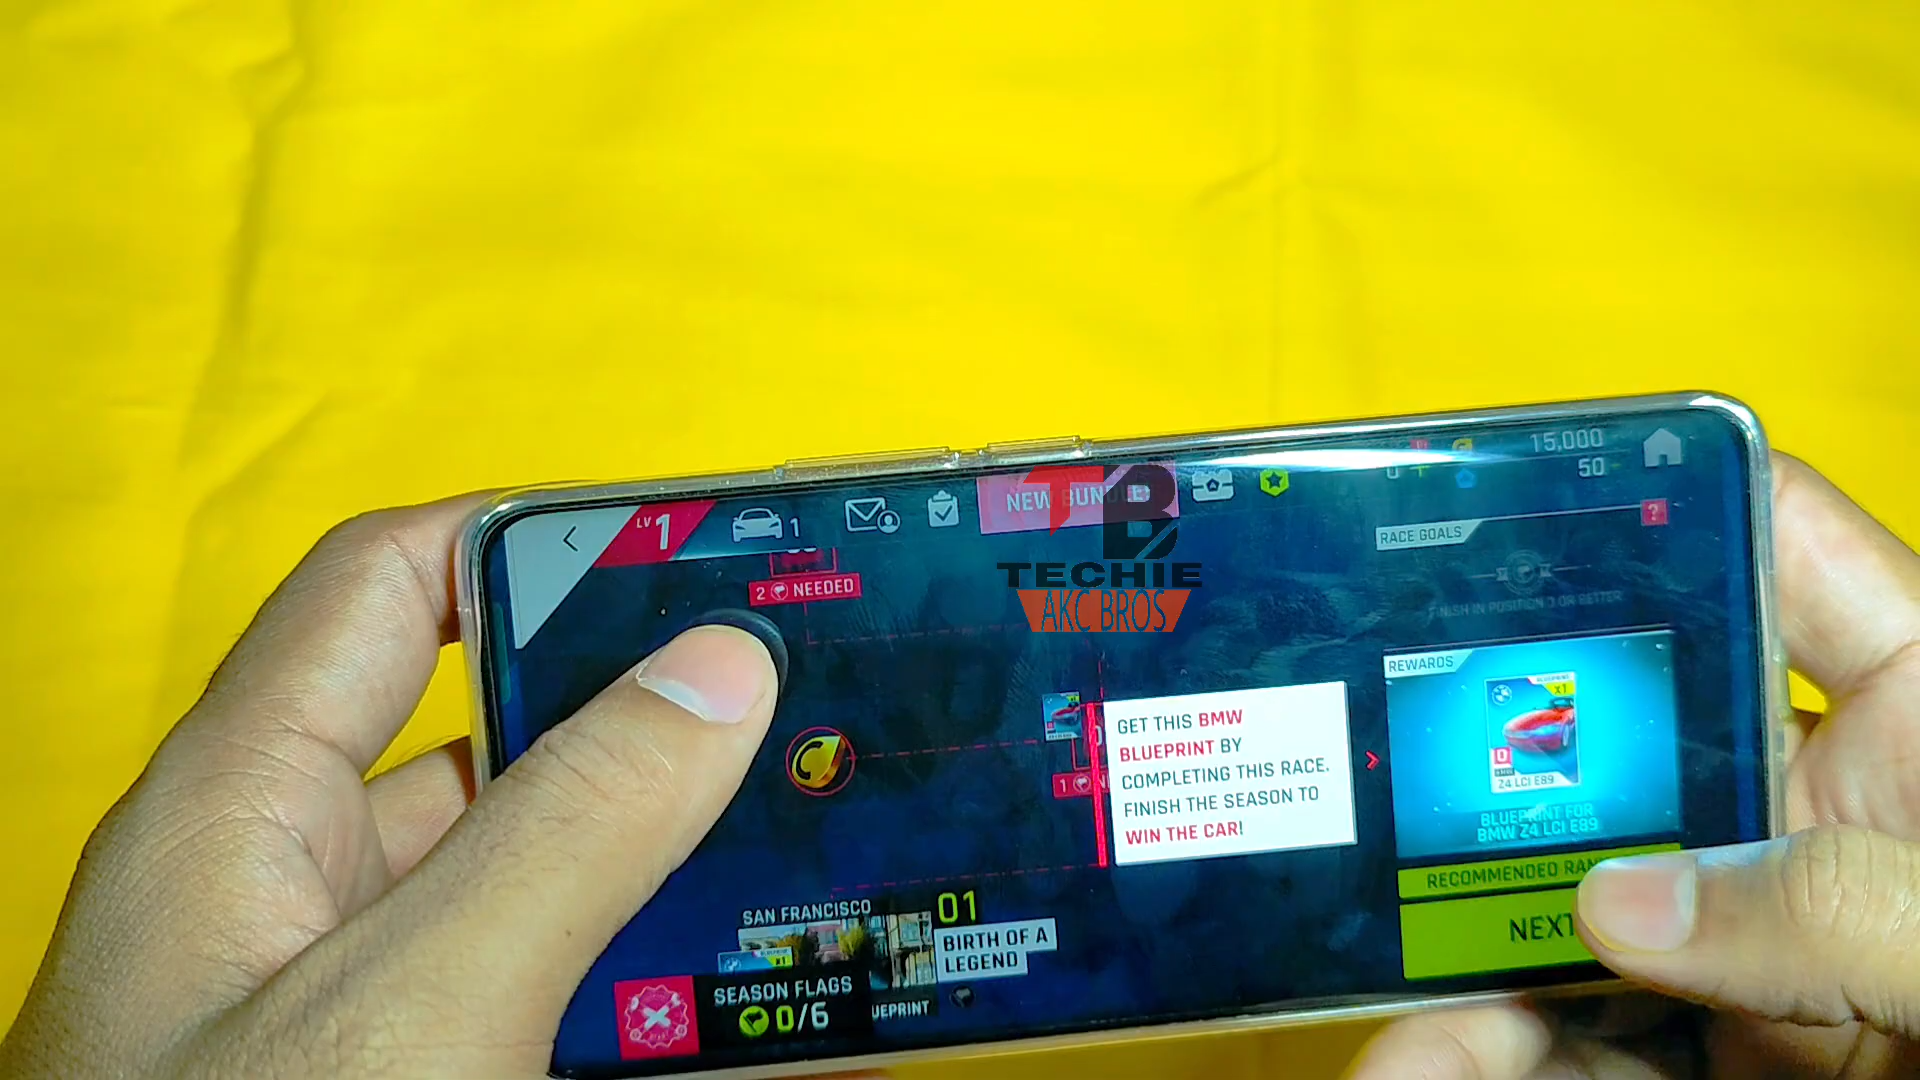 15,000
50
LV 1
1
NEW BUNDLE!
TB
TECHIE
AKC BROS
RACE GOALS
?
2 NEEDED
FINISH IN POSITION 3 OR BETTER
REWARDS
BLUEPRINT
x1
Z4 LCI E89
BLUEPRINT FOR
BMW Z4 LCI E89
GET THIS BMW
BLUEPRINT BY
COMPLETING THIS RACE.
FINISH THE SEASON TO
WIN THE CAR!
1
RECOMMENDED
NEXT
SAN FRANCISCO
01
BIRTH OF A
LEGEND
x1
SEASON FLAGS
0/6